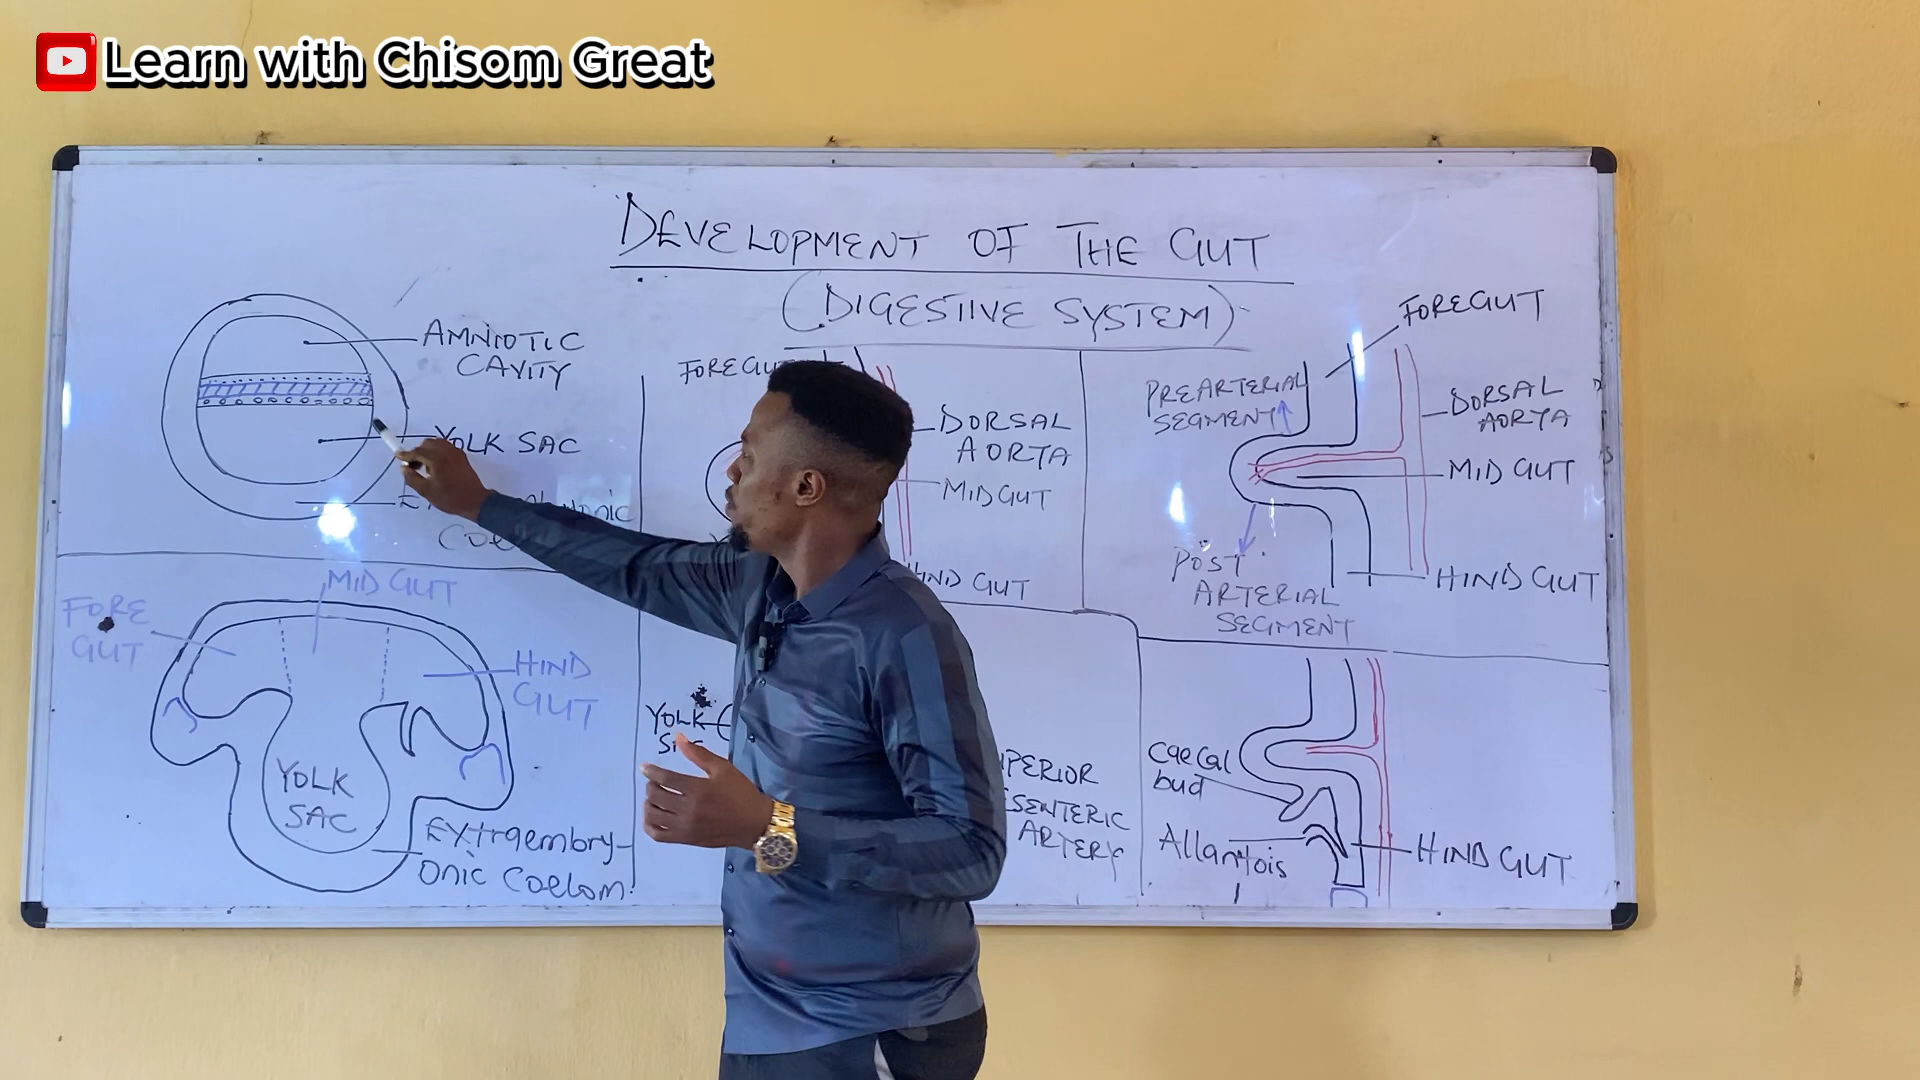 Learn with Chisom Great
DEVELOPMENT OF THE GUT
(DIGESTIVE SYSTEM)
AMNIOTIC
CAVITY
YOLK SAC
MID GUT
FORE
GUT
HIND
GUT
YOLK
SAC
Extraembry-
onic Coelom
DORSAL
AORTA
MID GUT
GUT
YOLK
ARTERY
FOREGUT
PREARTERIAL
SEGMENT
DORSAL
AORTA
MID GUT
POST
ARTERIAL
SEGMENT
HIND GUT
Caecal
bud
Allantois
HIND GUT